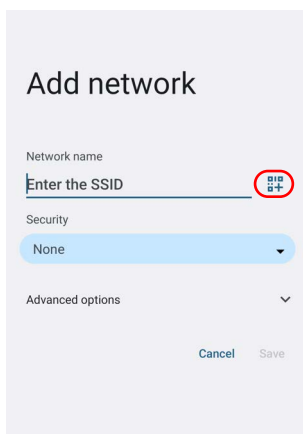 Add network
Network name
Enter the SSID
Security
None
Advanced options
Cancel Save